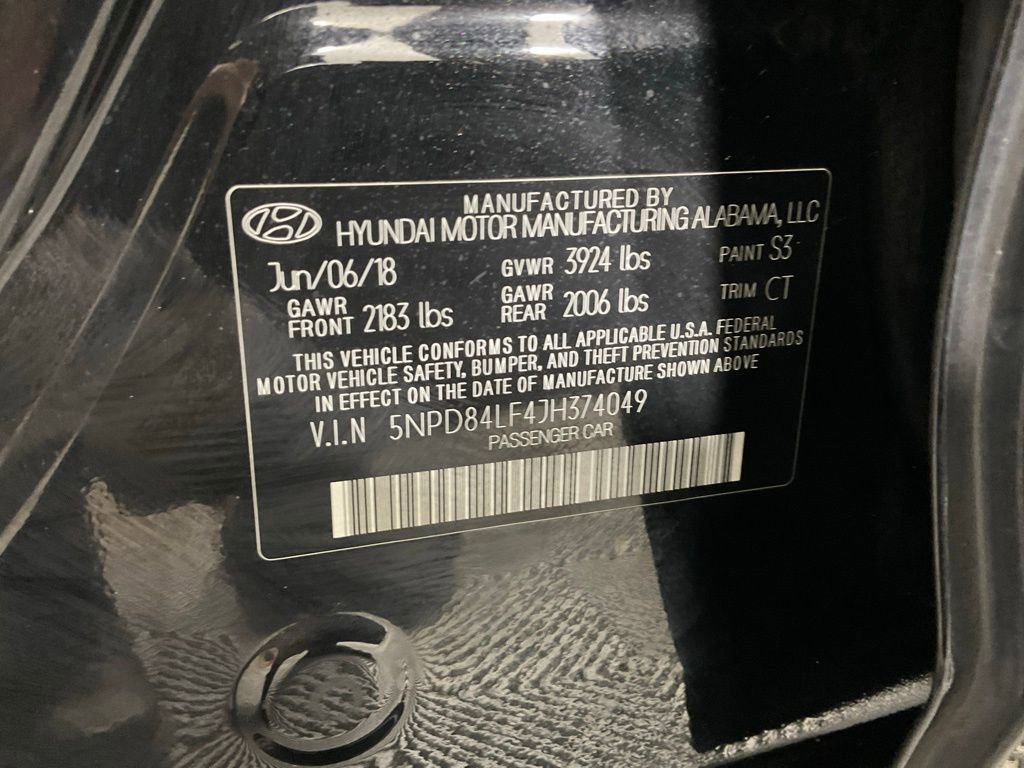 MANUFACTURED BY
HYUNDAI MOTOR MANUFACTURING ALABAMA, LLC
Jun/06/18 GVWR 3924 lbs PAINT S3
GAWR FRONT 2183 lbs GAWR REAR 2006 lbs TRIM CT
THIS VEHICLE CONFORMS TO ALL APPLICABLE U.S.A. FEDERAL
MOTOR VEHICLE SAFETY, BUMPER, AND THEFT PREVENTION STANDARDS
IN EFFECT ON THE DATE OF MANUFACTURE SHOWN ABOVE
V.I.N 5NPD84LF4JH374049
PASSENGER CAR